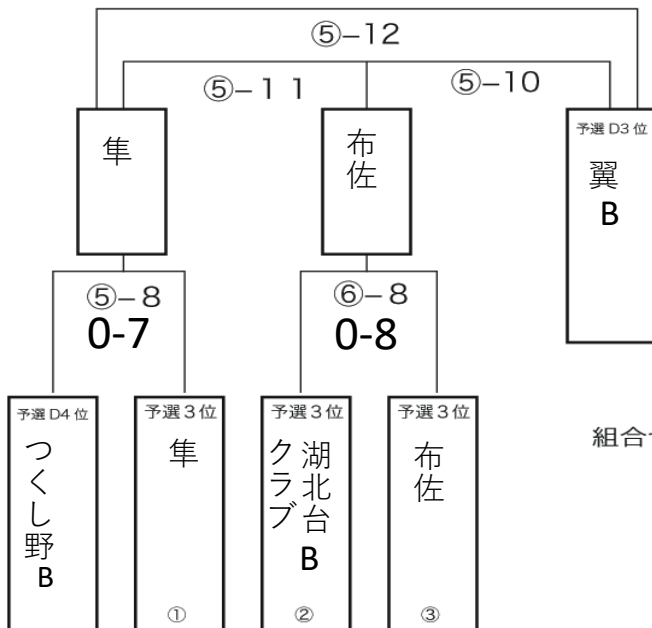 ⑤–12
⑤–11
⑤–10
隼
布佐
予選 D3 位
翼
B
⑤–8
0-7
⑥–8
0-8
予選 D4 位
つくし野
B
予選３位
隼
①
予選３位
湖北台
クラブ
B
②
予選３位
布佐
③
組合